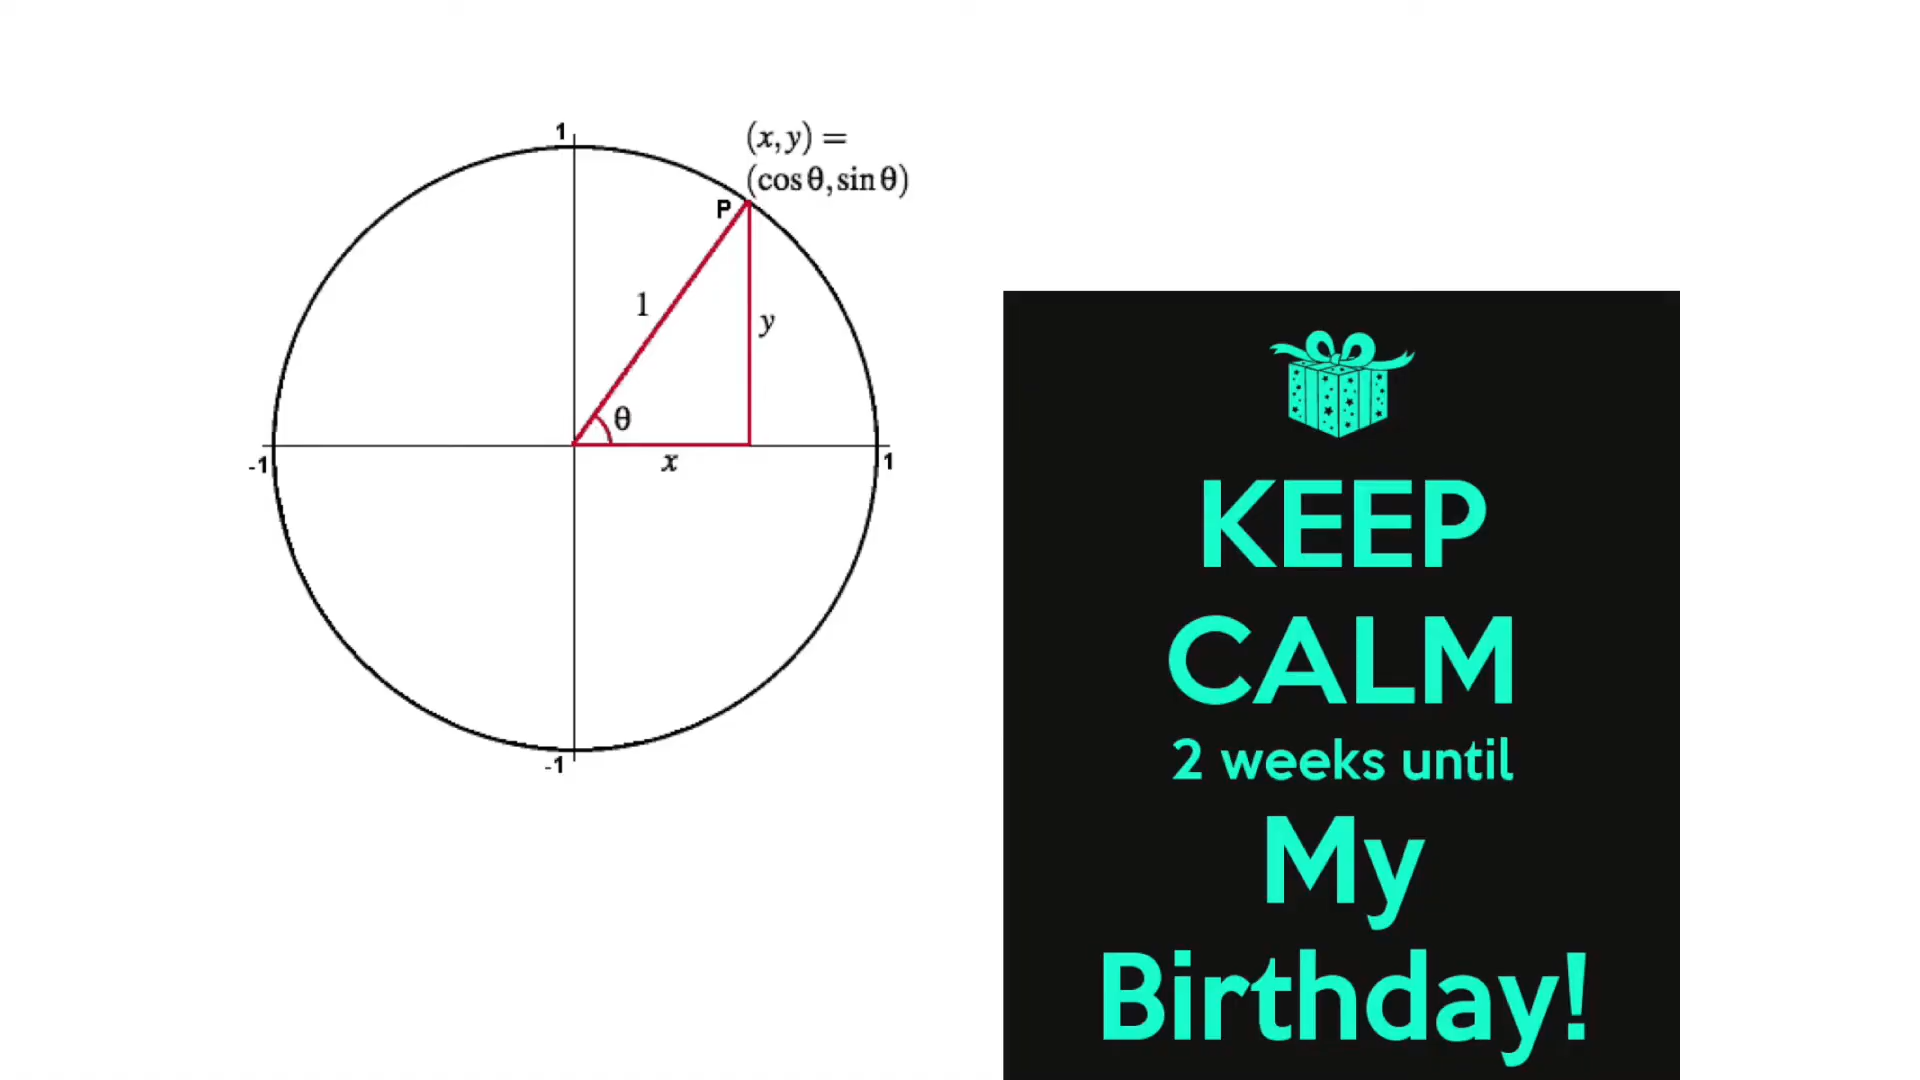 1
(x, y) =
(cos θ, sin θ)
P
1
y
θ
-1
x
1
-1
KEEP
CALM
2 weeks until
My
Birthday!